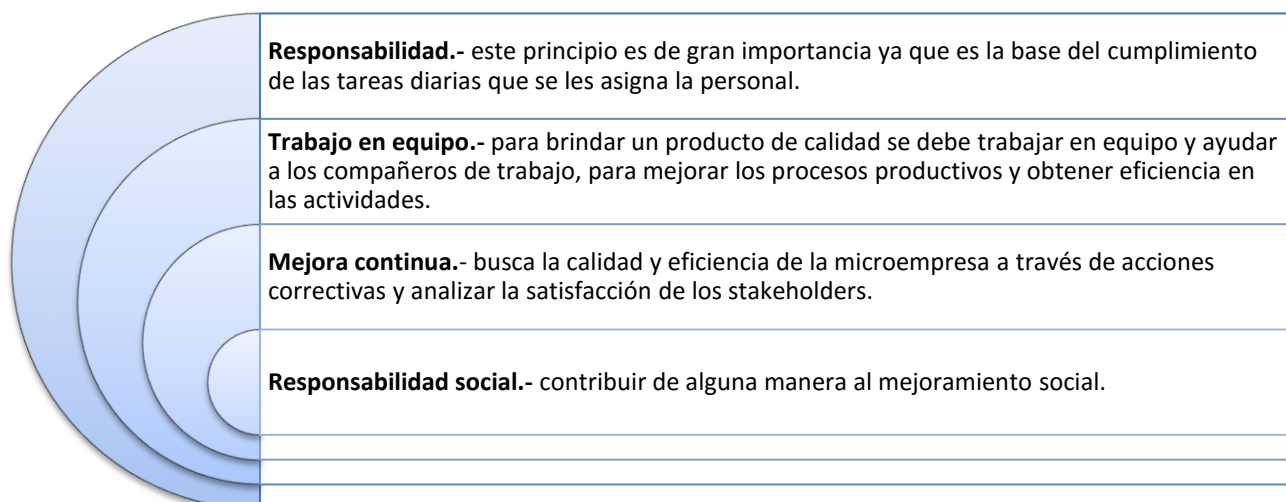 Responsabilidad.- este principio es de gran importancia ya que es la base del cumplimiento
de las tareas diarias que se les asigna la personal.
Trabajo en equipo.- para brindar un producto de calidad se debe trabajar en equipo y ayudar
a los compañeros de trabajo, para mejorar los procesos productivos y obtener eficiencia en
las actividades.
Mejora continua.- busca la calidad y eficiencia de la microempresa a través de acciones
correctivas y analizar la satisfacción de los stakeholders.
Responsabilidad social.- contribuir de alguna manera al mejoramiento social.